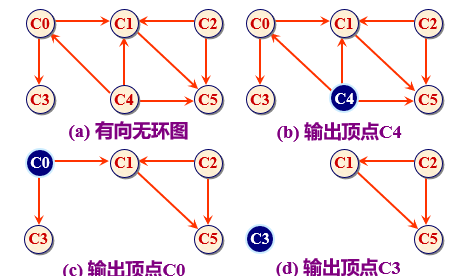 C0 C1 C2 C0 C1 C2
C3 C4 C5 C3 C4 C5
(a) 有向无环图 (b) 输出顶点C4
C0 C1 C2 C1 C2
C3 C5 C3 C5
(c) 输出顶点C0 (d) 输出顶点C3